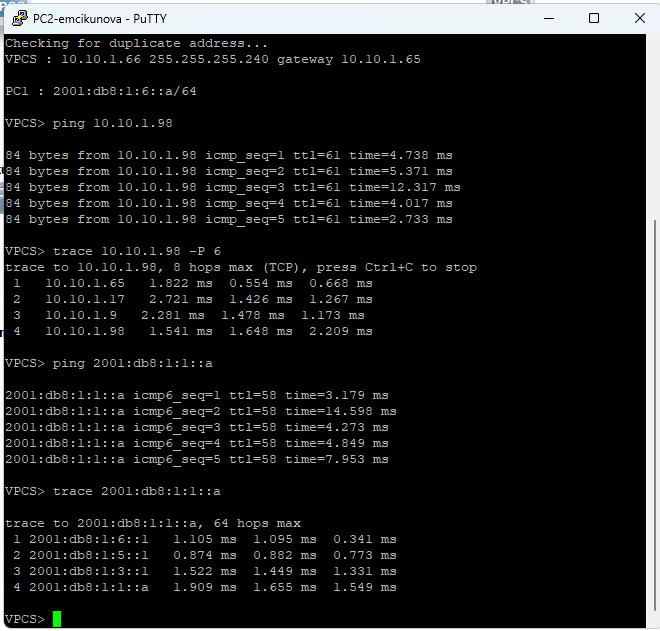 PC2-emcikunova - PuTTY
Checking for duplicate address...
VPCS : 10.10.1.66 255.255.255.240 gateway 10.10.1.65
PC1 : 2001:db8:1:6::a/64
VPCS> ping 10.10.1.98
84 bytes from 10.10.1.98 icmp_seq=1 ttl=61 time=4.738 ms
84 bytes from 10.10.1.98 icmp_seq=2 ttl=61 time=5.371 ms
84 bytes from 10.10.1.98 icmp_seq=3 ttl=61 time=12.317 ms
84 bytes from 10.10.1.98 icmp_seq=4 ttl=61 time=4.017 ms
84 bytes from 10.10.1.98 icmp_seq=5 ttl=61 time=2.733 ms
VPCS> trace 10.10.1.98 -P 6
trace to 10.10.1.98, 8 hops max (TCP), press Ctrl+C to stop
1 10.10.1.65 1.822 ms 0.554 ms 0.668 ms
2 10.10.1.17 2.721 ms 1.426 ms 1.267 ms
3 10.10.1.9 2.281 ms 1.478 ms 1.173 ms
4 10.10.1.98 1.541 ms 1.648 ms 2.209 ms
VPCS> ping 2001:db8:1:1::a
2001:db8:1:1::a icmp6_seq=1 ttl=58 time=3.179 ms
2001:db8:1:1::a icmp6_seq=2 ttl=58 time=14.598 ms
2001:db8:1:1::a icmp6_seq=3 ttl=58 time=4.273 ms
2001:db8:1:1::a icmp6_seq=4 ttl=58 time=4.849 ms
2001:db8:1:1::a icmp6_seq=5 ttl=58 time=7.953 ms
VPCS> trace 2001:db8:1:1::a
trace to 2001:db8:1:1::a, 64 hops max
1 2001:db8:1:6::1 1.105 ms 1.095 ms 0.341 ms
2 2001:db8:1:5::1 0.874 ms 0.882 ms 0.773 ms
3 2001:db8:1:3::1 1.522 ms 1.449 ms 1.331 ms
4 2001:db8:1:1::a 1.909 ms 1.655 ms 1.549 ms
VPCS>